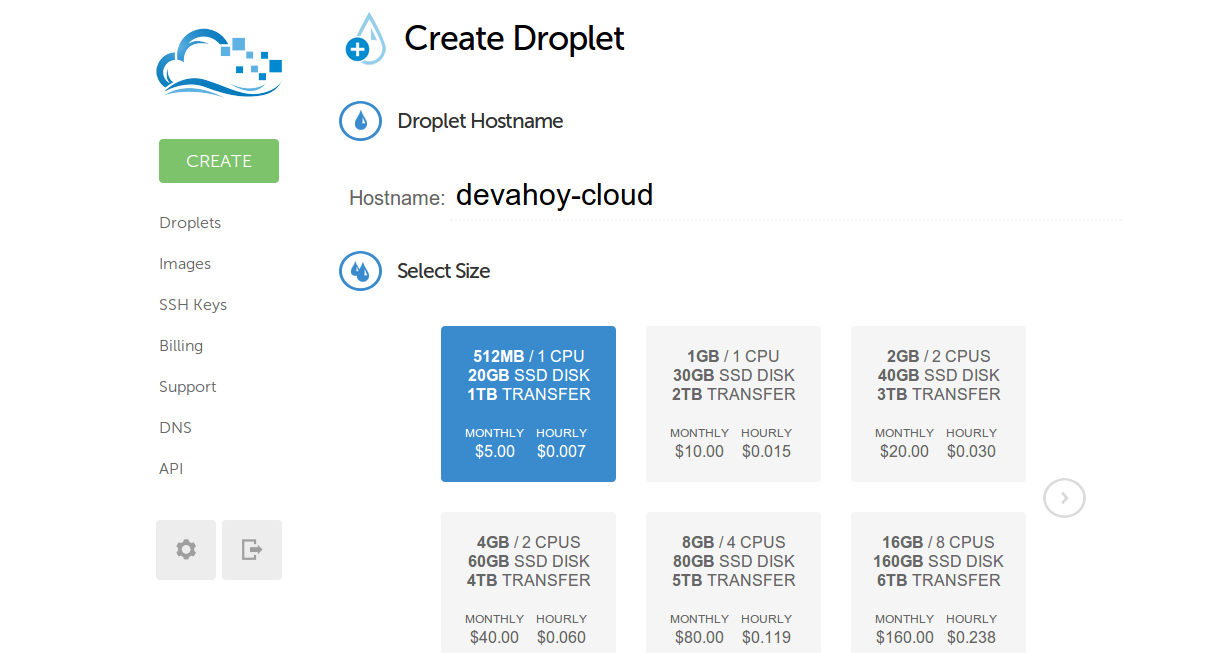 Create Droplet
CREATE
Droplets
Images
SSH Keys
Billing
Support
DNS
API
Droplet Hostname
Hostname: devahoy-cloud
Select Size
512MB / 1 CPU
20GB SSD DISK
1TB TRANSFER
MONTHLY HOURLY
$5.00 $0.007
1GB / 1 CPU
30GB SSD DISK
2TB TRANSFER
MONTHLY HOURLY
$10.00 $0.015
2GB / 2 CPUS
40GB SSD DISK
3TB TRANSFER
MONTHLY HOURLY
$20.00 $0.030
4GB / 2 CPUS
60GB SSD DISK
4TB TRANSFER
MONTHLY HOURLY
$40.00 $0.060
8GB / 4 CPUS
80GB SSD DISK
5TB TRANSFER
MONTHLY HOURLY
$80.00 $0.119
16GB / 8 CPUS
160GB SSD DISK
6TB TRANSFER
MONTHLY HOURLY
$160.00 $0.238